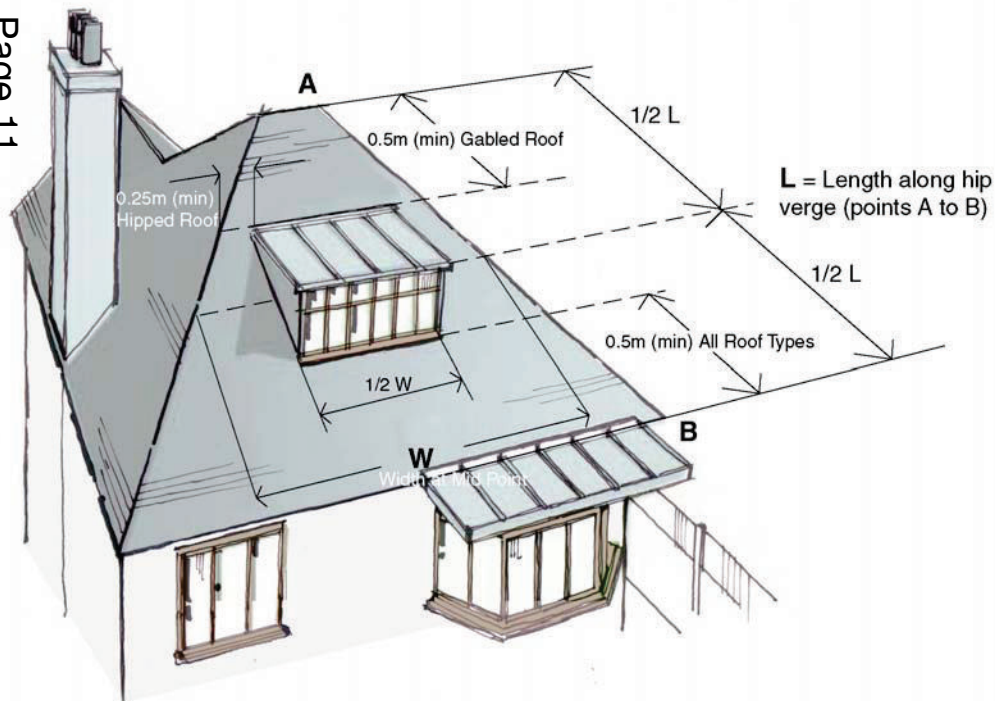 Page 11
A
1/2 L
0.5m (min) Gabled Roof
L = Length along hip
verge (points A to B)
0.25m (min)
Hipped Roof
1/2 L
0.5m (min) All Roof Types
1/2 W
W
Width at Mid Point
B